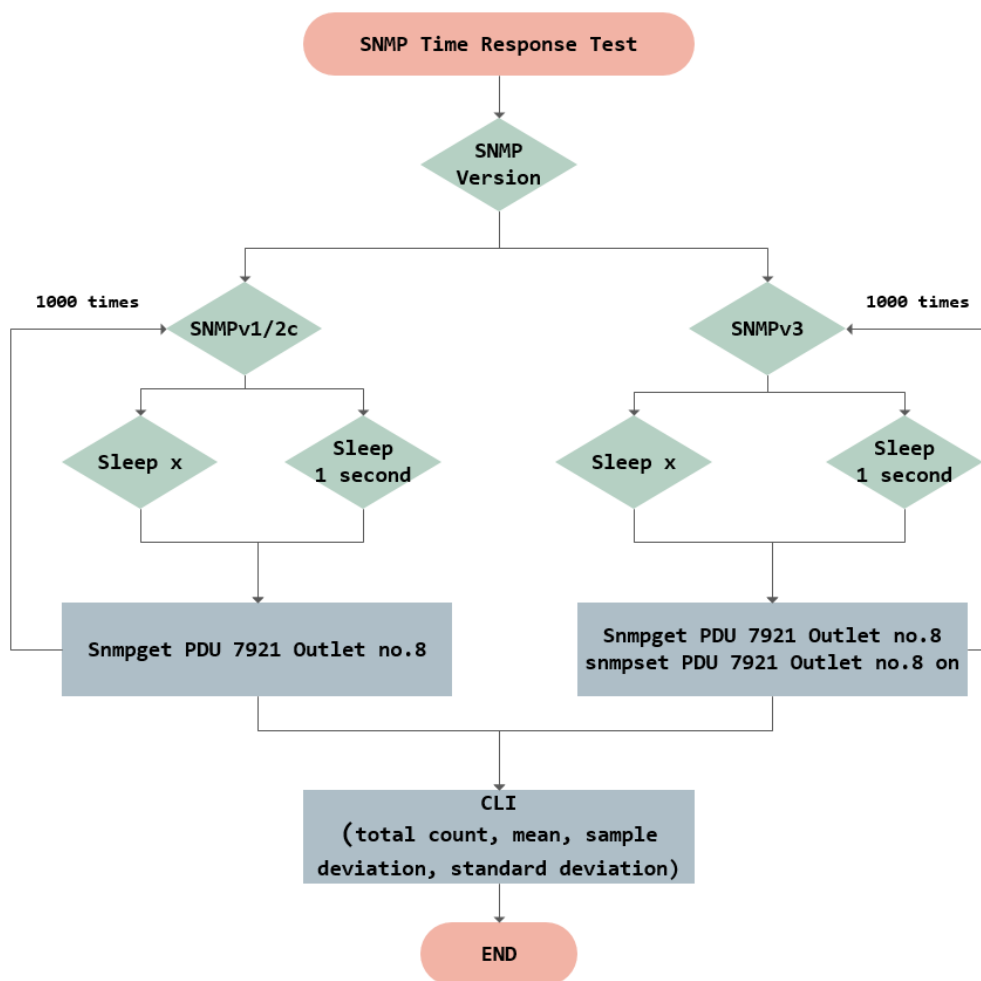 SNMP Time Response Test
SNMP
Version
1000 times
1000 times
SNMPv1/2c
SNMPv3
Sleep x
Sleep
1 second
Sleep x
Sleep
1 second
Snmpget PDU 7921 Outlet no.8
Snmpget PDU 7921 Outlet no.8
snmpset PDU 7921 Outlet no.8 on
CLI
(total count, mean, sample
deviation, standard deviation)
END